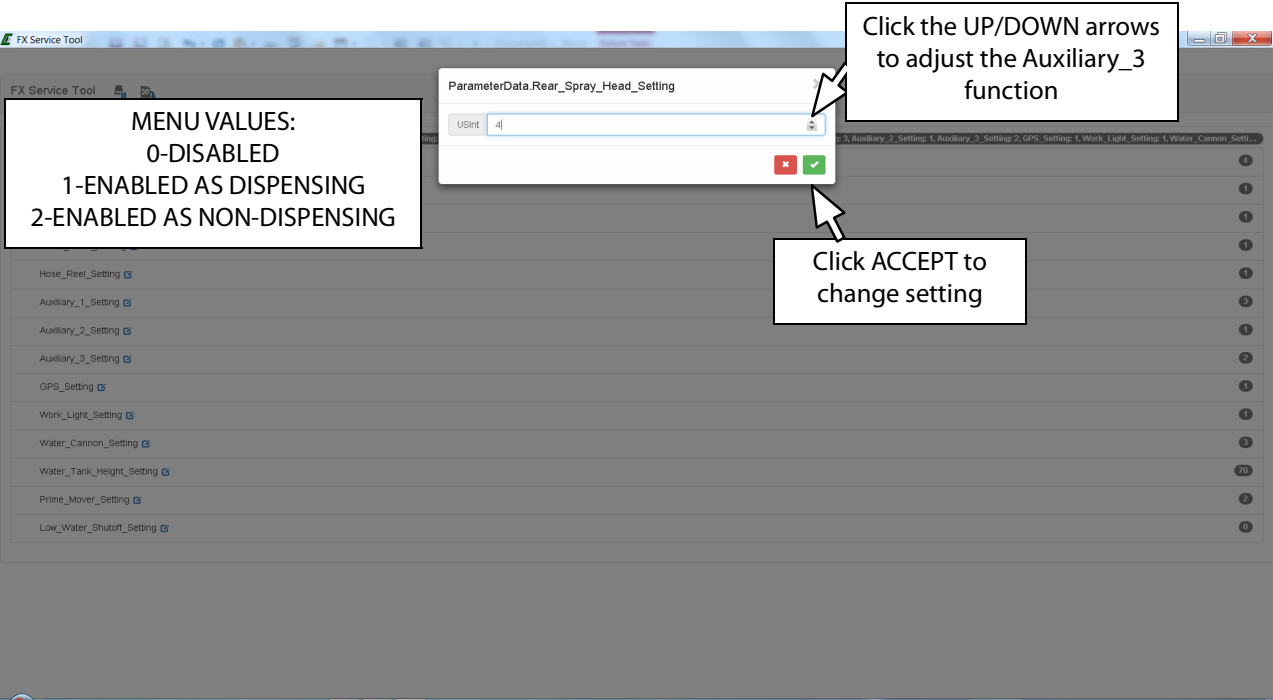 FX Service Tool
Click the UP/DOWN arrows
to adjust the Auxiliary_3
function
FX Service Tool
ParameterData.Rear_Spray_Head_Setting
USint 4
MENU VALUES:
0-DISABLED
1-ENABLED AS DISPENSING
2-ENABLED AS NON-DISPENSING
3, Auxiliary_2_Setting: 1, Auxiliary_3_Setting: 2, GPS_Setting: 1, Work_Light_Setting: 1, Water_Cannon_Setti...
4
1
1
1
Click ACCEPT to
change setting
Hose_Reel_Setting 1
Auxiliary_1_Setting 3
Auxiliary_2_Setting 1
Auxiliary_3_Setting 2
GPS_Setting 1
Work_Light_Setting 1
Water_Cannon_Setting 3
Water_Tank_Height_Setting 70
Prime_Mover_Setting 2
Low_Water_Shutoff_Setting 0